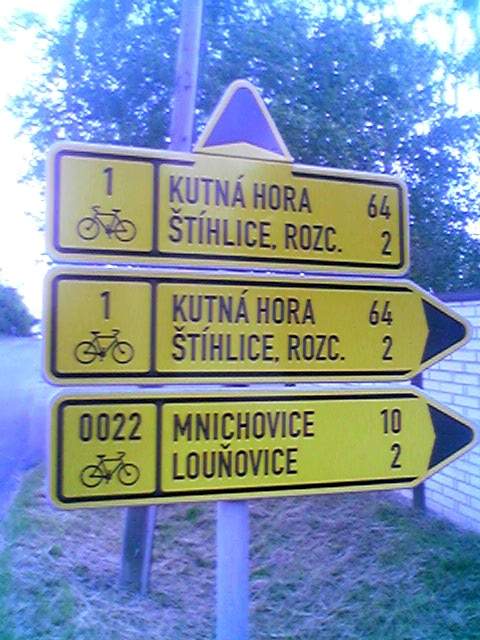 1 KUTNÁ HORA 64
ŠTÍHLICE, ROZC. 2
1 KUTNÁ HORA 64
ŠTÍHLICE, ROZC. 2
0022 MNICHOVICE 10
LOUŇOVICE 2